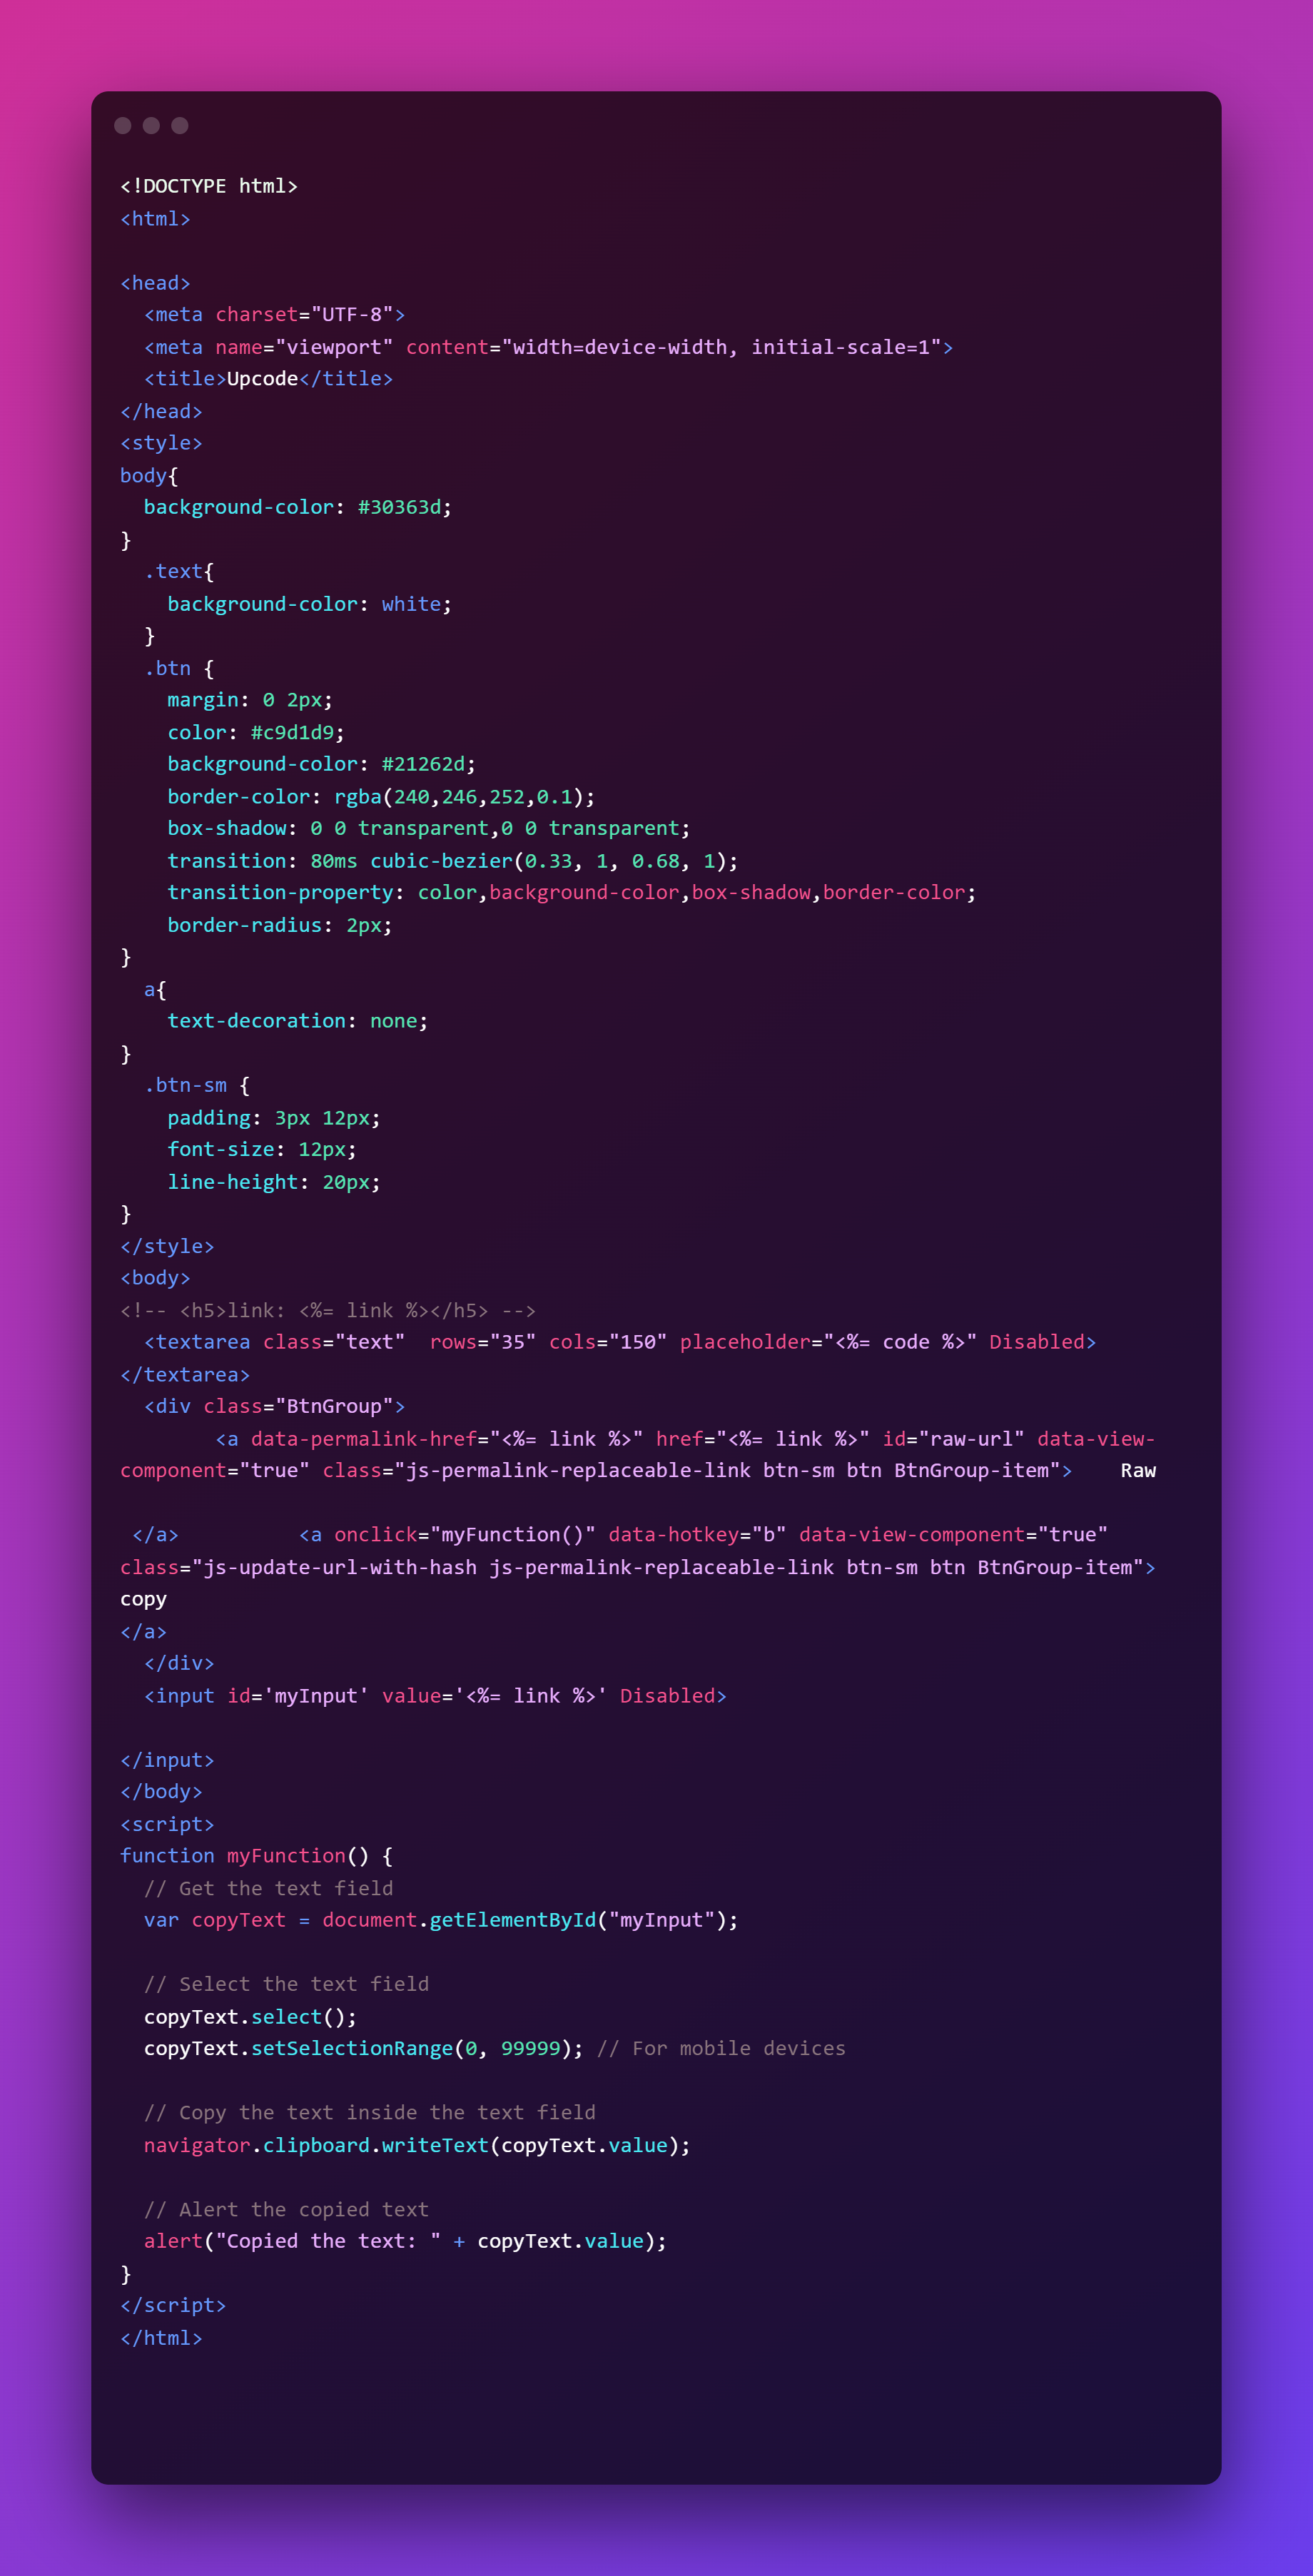 <!DOCTYPE html>
<html>

<head>
  <meta charset="UTF-8">
  <meta name="viewport" content="width=device-width, initial-scale=1">
  <title>Upcode</title>
</head>
<style>
body{
  background-color: #30363d;
}
  .text{
    background-color: white;
  }
  .btn {
    margin: 0 2px;
    color: #c9d1d9;
    background-color: #21262d;
    border-color: rgba(240,246,252,0.1);
    box-shadow: 0 0 transparent,0 0 transparent;
    transition: 80ms cubic-bezier(0.33, 1, 0.68, 1);
    transition-property: color,background-color,box-shadow,border-color;
    border-radius: 2px;
}
  a{
    text-decoration: none;
}
  .btn-sm {
    padding: 3px 12px;
    font-size: 12px;
    line-height: 20px;
}
</style>
<body>
<!-- <h5>link: <%= link %></h5> -->
  <textarea class="text"  rows="35" cols="150" placeholder="<%= code %>" Disabled>
</textarea>
  <div class="BtnGroup">
        <a data-permalink-href="<%= link %>" href="<%= link %>" id="raw-url" data-view-
component="true" class="js-permalink-replaceable-link btn-sm btn BtnGroup-item">    Raw

 </a>          <a onclick="myFunction()" data-hotkey="b" data-view-component="true"
class="js-update-url-with-hash js-permalink-replaceable-link btn-sm btn BtnGroup-item">
copy
</a>
  </div>
  <input id='myInput' value='<%= link %>' Disabled>

</input>
</body>
<script>
function myFunction() {
  // Get the text field
  var copyText = document.getElementById("myInput");

  // Select the text field
  copyText.select();
  copyText.setSelectionRange(0, 99999); // For mobile devices

  // Copy the text inside the text field
  navigator.clipboard.writeText(copyText.value);

  // Alert the copied text
  alert("Copied the text: " + copyText.value);
}
</script>
</html>